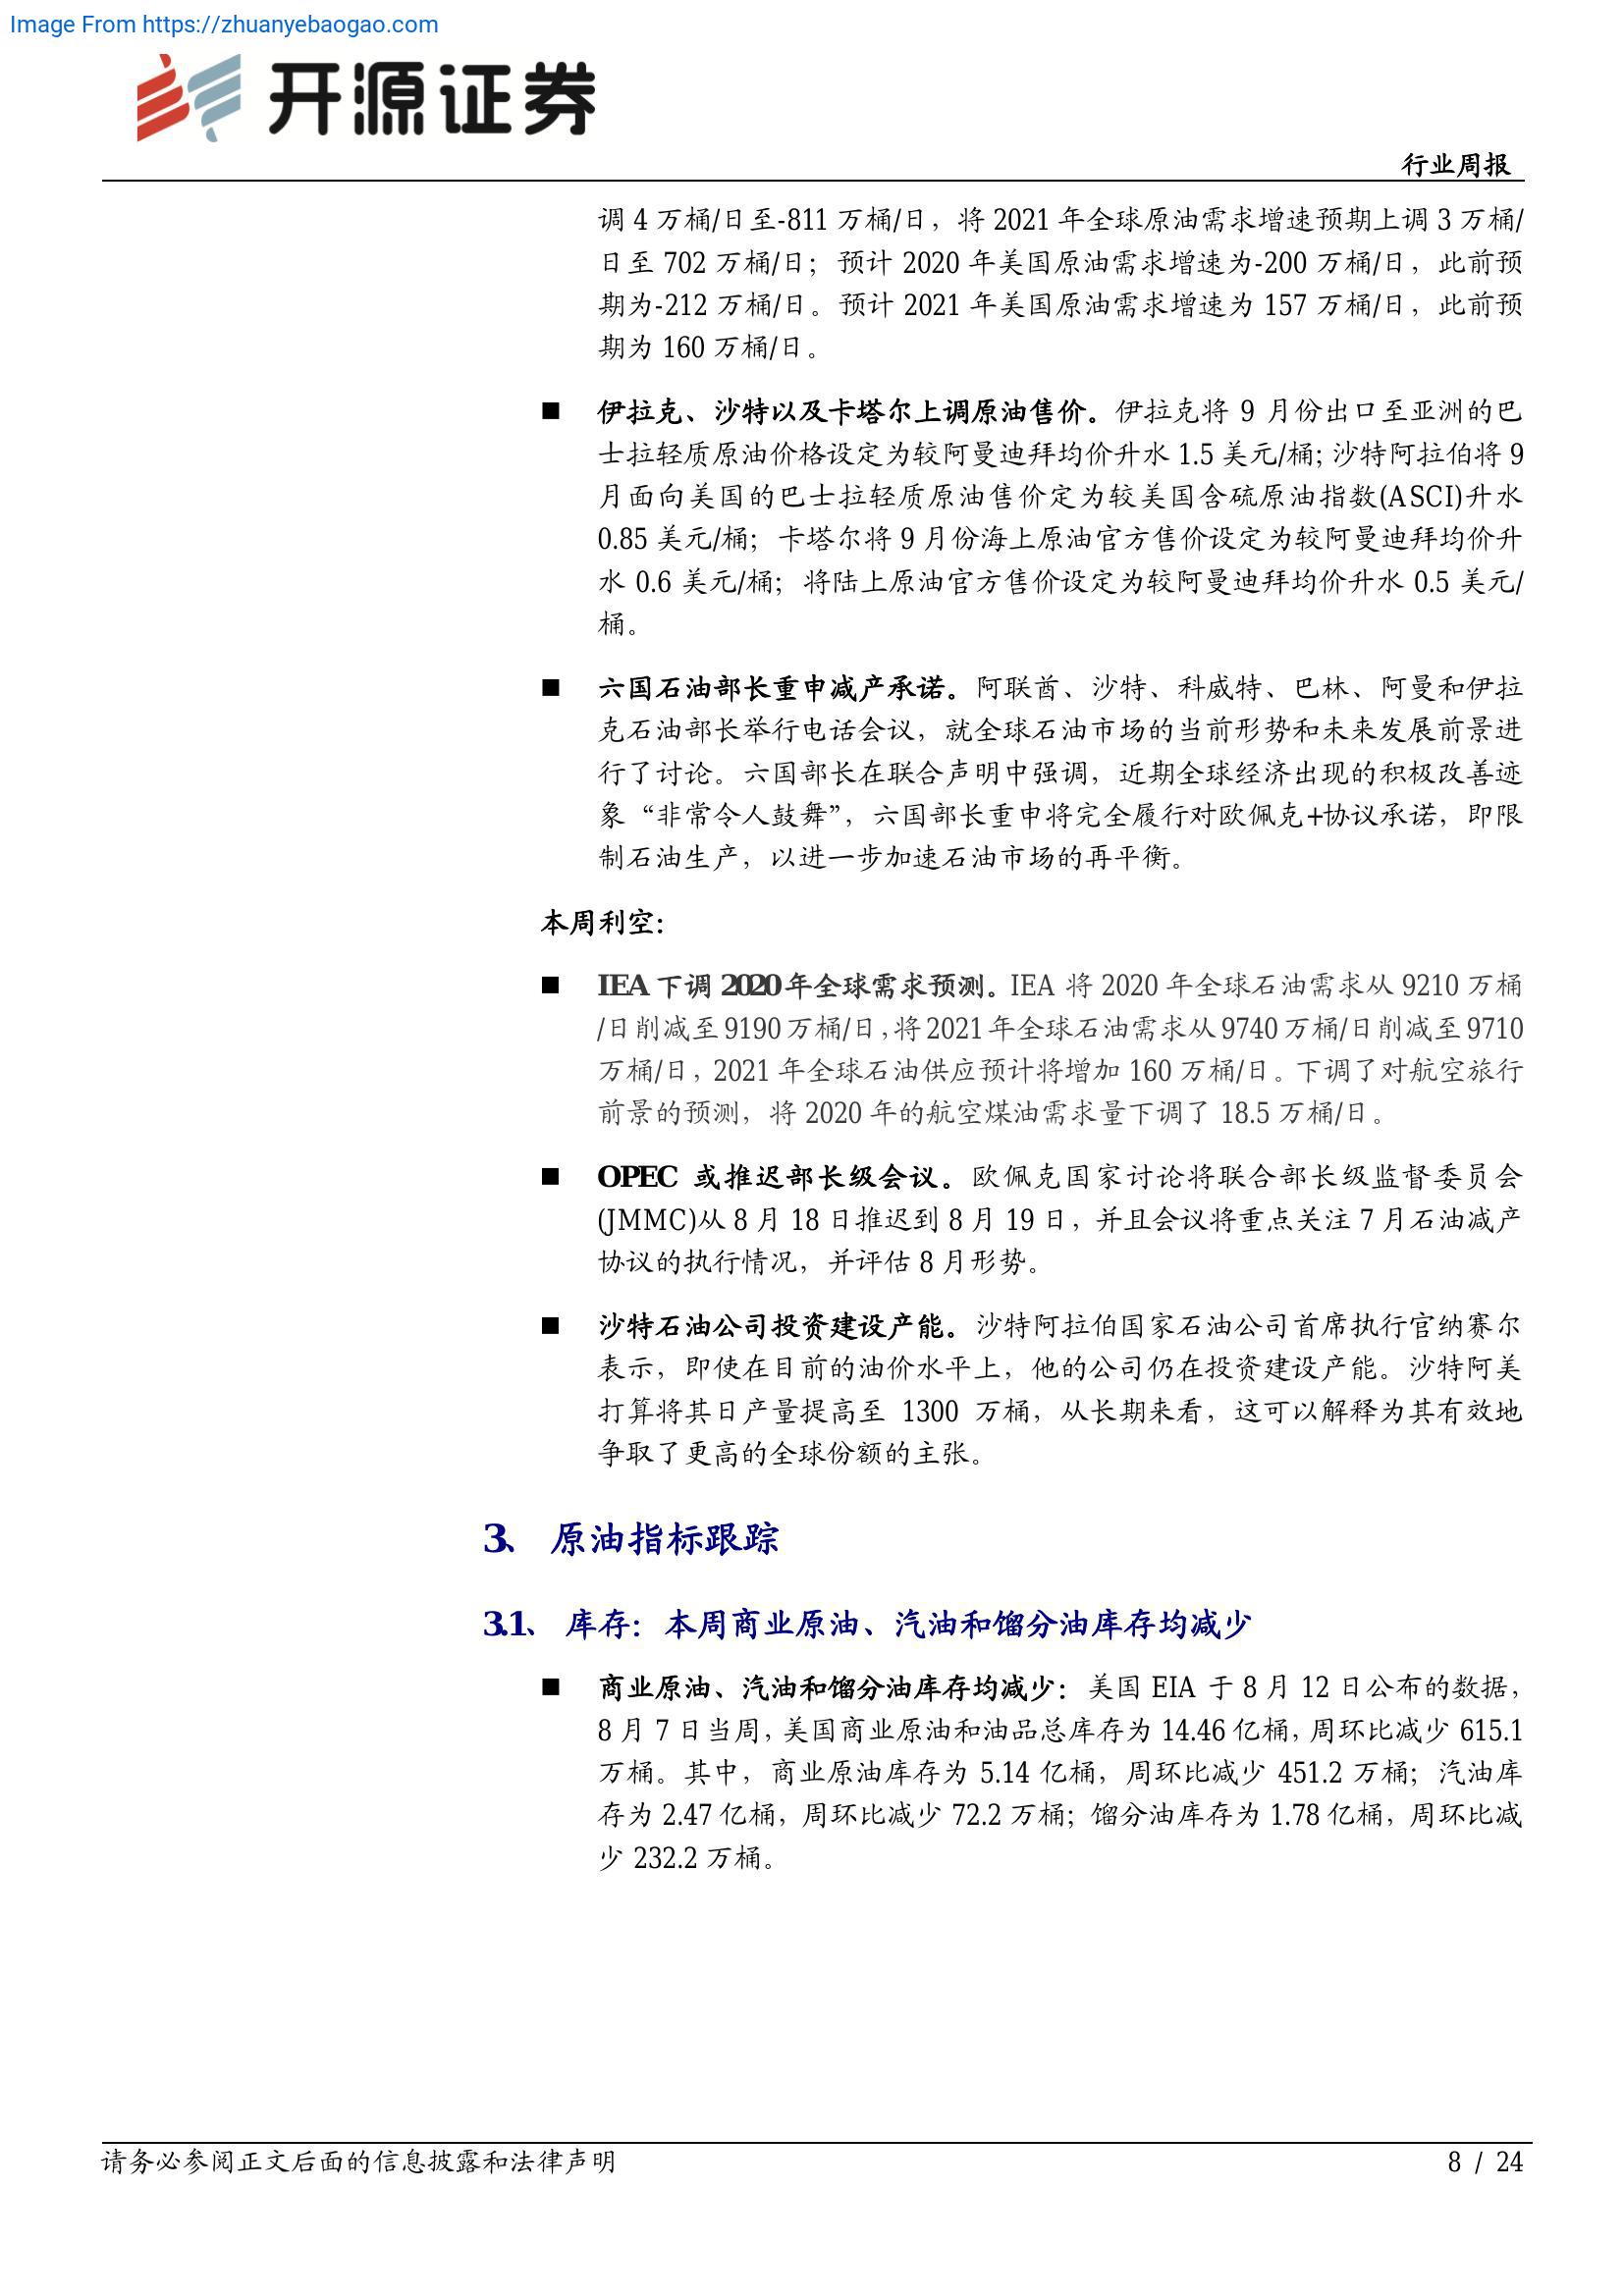 Image From https://zhuanyebaogao.com
开源证券
行业周报
调 4 万桶/日至-811 万桶/日，将 2021 年全球原油需求增速预期上调 3 万桶/
日至 702 万桶/日；预计 2020 年美国原油需求增速为-200 万桶/日，此前预
期为-212 万桶/日。预计 2021 年美国原油需求增速为 157 万桶/日，此前预
期为 160 万桶/日。
■ 伊拉克、沙特以及卡塔尔上调原油售价。伊拉克将 9 月份出口至亚洲的巴
士拉轻质原油价格设定为较阿曼迪拜均价升水 1.5 美元/桶；沙特阿拉伯将 9
月面向美国的巴士拉轻质原油售价定为较美国含硫原油指数(ASCI)升水
0.85 美元/桶；卡塔尔将 9 月份海上原油官方售价设定为较阿曼迪拜均价升
水 0.6 美元/桶；将陆上原油官方售价设定为较阿曼迪拜均价升水 0.5 美元/
桶。
■ 六国石油部长重申减产承诺。阿联酋、沙特、科威特、巴林、阿曼和伊拉
克石油部长举行电话会议，就全球石油市场的当前形势和未来发展前景进
行了讨论。六国部长在联合声明中强调，近期全球经济出现的积极改善迹
象“非常令人鼓舞”，六国部长重申将完全履行对欧佩克+协议承诺，即限
制石油生产，以进一步加速石油市场的再平衡。
本周利空：
■ IEA 下调 2020 年全球需求预测。IEA 将 2020 年全球石油需求从 9210 万桶
/日削减至 9190 万桶/日，将 2021 年全球石油需求从 9740 万桶/日削减至 9710
万桶/日，2021 年全球石油供应预计将增加 160 万桶/日。下调了对航空旅行
前景的预测，将 2020 年的航空煤油需求量下调了 18.5 万桶/日。
■ OPEC 或推迟部长级会议。欧佩克国家讨论将联合部长级监督委员会
(JMMC)从 8 月 18 日推迟到 8 月 19 日，并且会议将重点关注 7 月石油减产
协议的执行情况，并评估 8 月形势。
■ 沙特石油公司投资建设产能。沙特阿拉伯国家石油公司首席执行官纳赛尔
表示，即使在目前的油价水平上，他的公司仍在投资建设产能。沙特阿美
打算将其日产量提高至 1300 万桶，从长期来看，这可以解释为其有效地
争取了更高的全球份额的主张。
3、 原油指标跟踪
3.1、 库存：本周商业原油、汽油和馏分油库存均减少
■ 商业原油、汽油和馏分油库存均减少：美国 EIA 于 8 月 12 日公布的数据，
8 月 7 日当周，美国商业原油和油品总库存为 14.46 亿桶，周环比减少 615.1
万桶。其中，商业原油库存为 5.14 亿桶，周环比减少 451.2 万桶；汽油库
存为 2.47 亿桶，周环比减少 72.2 万桶；馏分油库存为 1.78 亿桶，周环比减
少 232.2 万桶。
请务必参阅正文后面的信息披露和法律声明
8 / 24